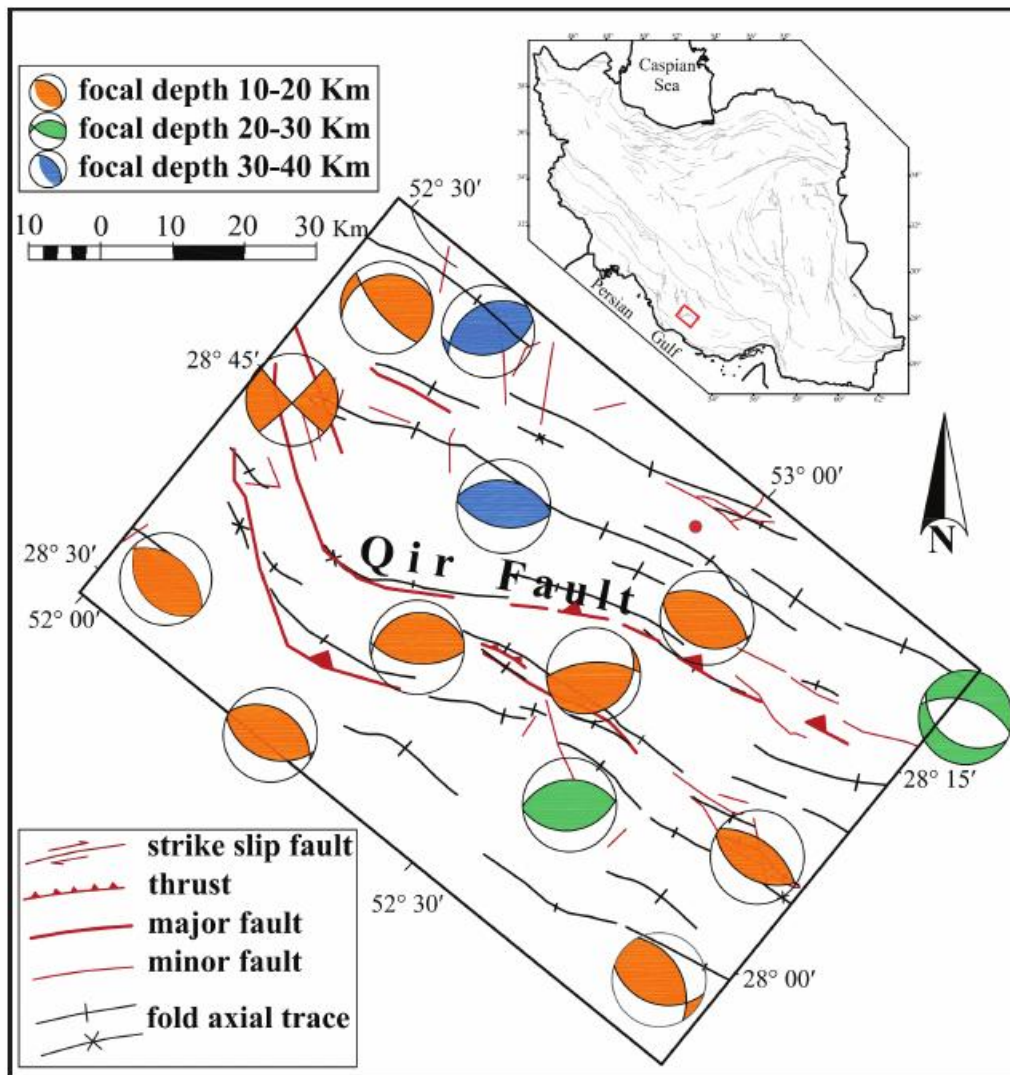 focal depth 10-20 Km
focal depth 20-30 Km
focal depth 30-40 Km
10 0 10 20 30 Km
Caspian
Sea
Persian
Gulf
52° 30′
28° 45′
53° 00′
28° 30′
52° 00′
Qir Fault
N
28° 15′
52° 30′
28° 00′
strike slip fault
thrust
major fault
minor fault
fold axial trace